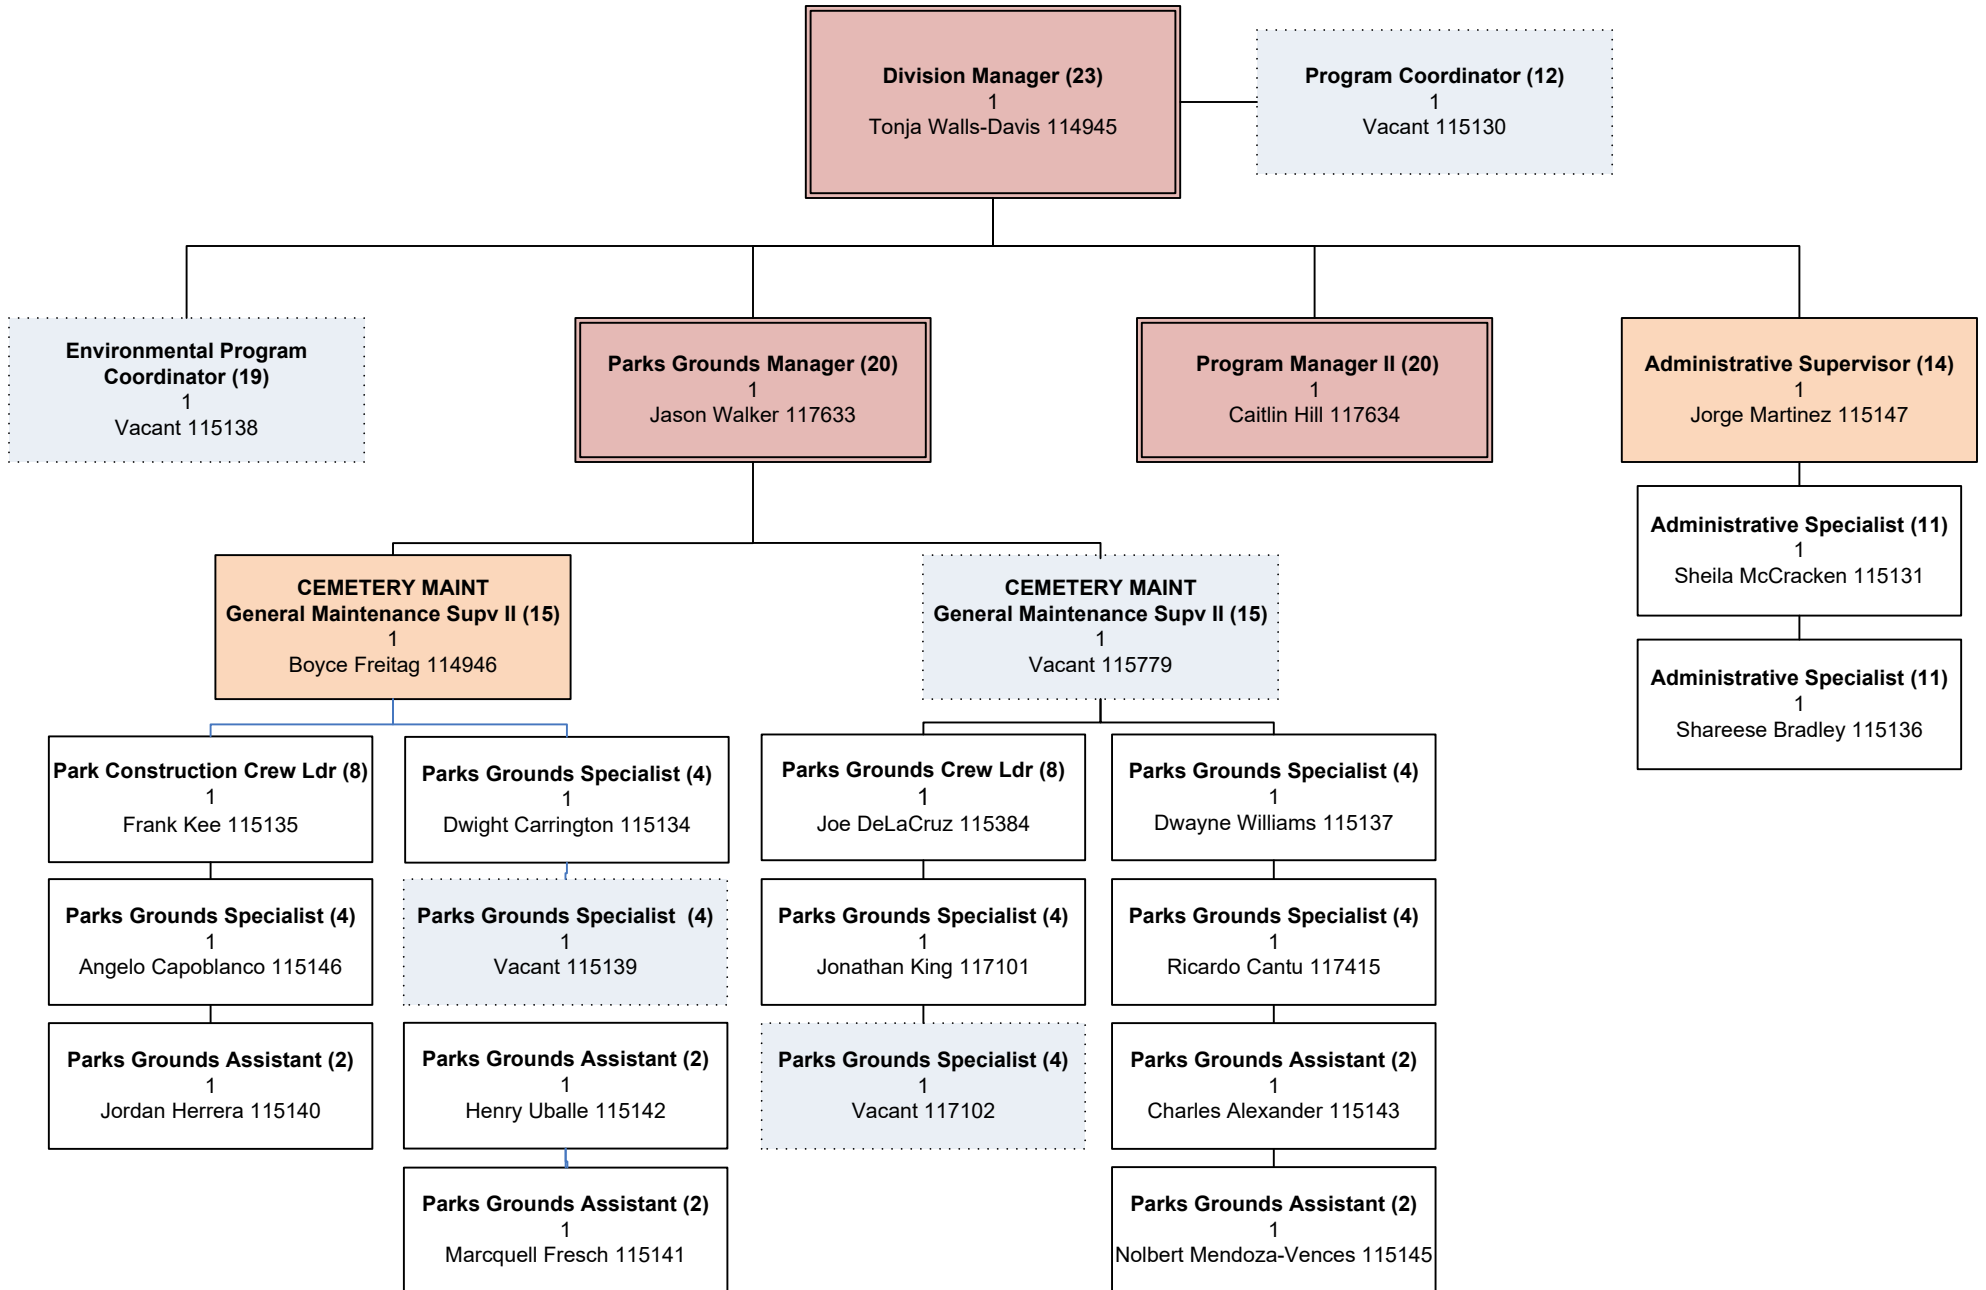 Division Manager (23)
1
Tonja Walls-Davis 114945
Program Coordinator (12)
1
Vacant 115130
Environmental Program
Coordinator (19)
1
Vacant 115138
Parks Grounds Manager (20)
1
Jason Walker 117633
Program Manager II (20)
1
Caitlin Hill 117634
Administrative Supervisor (14)
1
Jorge Martinez 115147
Administrative Specialist (11)
1
Sheila McCracken 115131
Administrative Specialist (11)
1
Shareese Bradley 115136
CEMETERY MAINT
General Maintenance Supv II (15)
1
Boyce Freitag 114946
CEMETERY MAINT
General Maintenance Supv II (15)
1
Vacant 115779
Park Construction Crew Ldr (8)
1
Frank Kee 115135
Parks Grounds Specialist (4)
1
Angelo Capoblanco 115146
Parks Grounds Assistant (2)
1
Jordan Herrera 115140
Parks Grounds Specialist (4)
1
Dwight Carrington 115134
Parks Grounds Specialist (4)
1
Vacant 115139
Parks Grounds Assistant (2)
1
Henry Uballe 115142
Parks Grounds Assistant (2)
1
Marcquell Fresch 115141
Parks Grounds Crew Ldr (8)
1
Joe DeLaCruz 115384
Parks Grounds Specialist (4)
1
Jonathan King 117101
Parks Grounds Specialist (4)
1
Vacant 117102
Parks Grounds Specialist (4)
1
Dwayne Williams 115137
Parks Grounds Specialist (4)
1
Ricardo Cantu 117415
Parks Grounds Assistant (2)
1
Charles Alexander 115143
Parks Grounds Assistant (2)
1
Nolbert Mendoza-Vences 115145